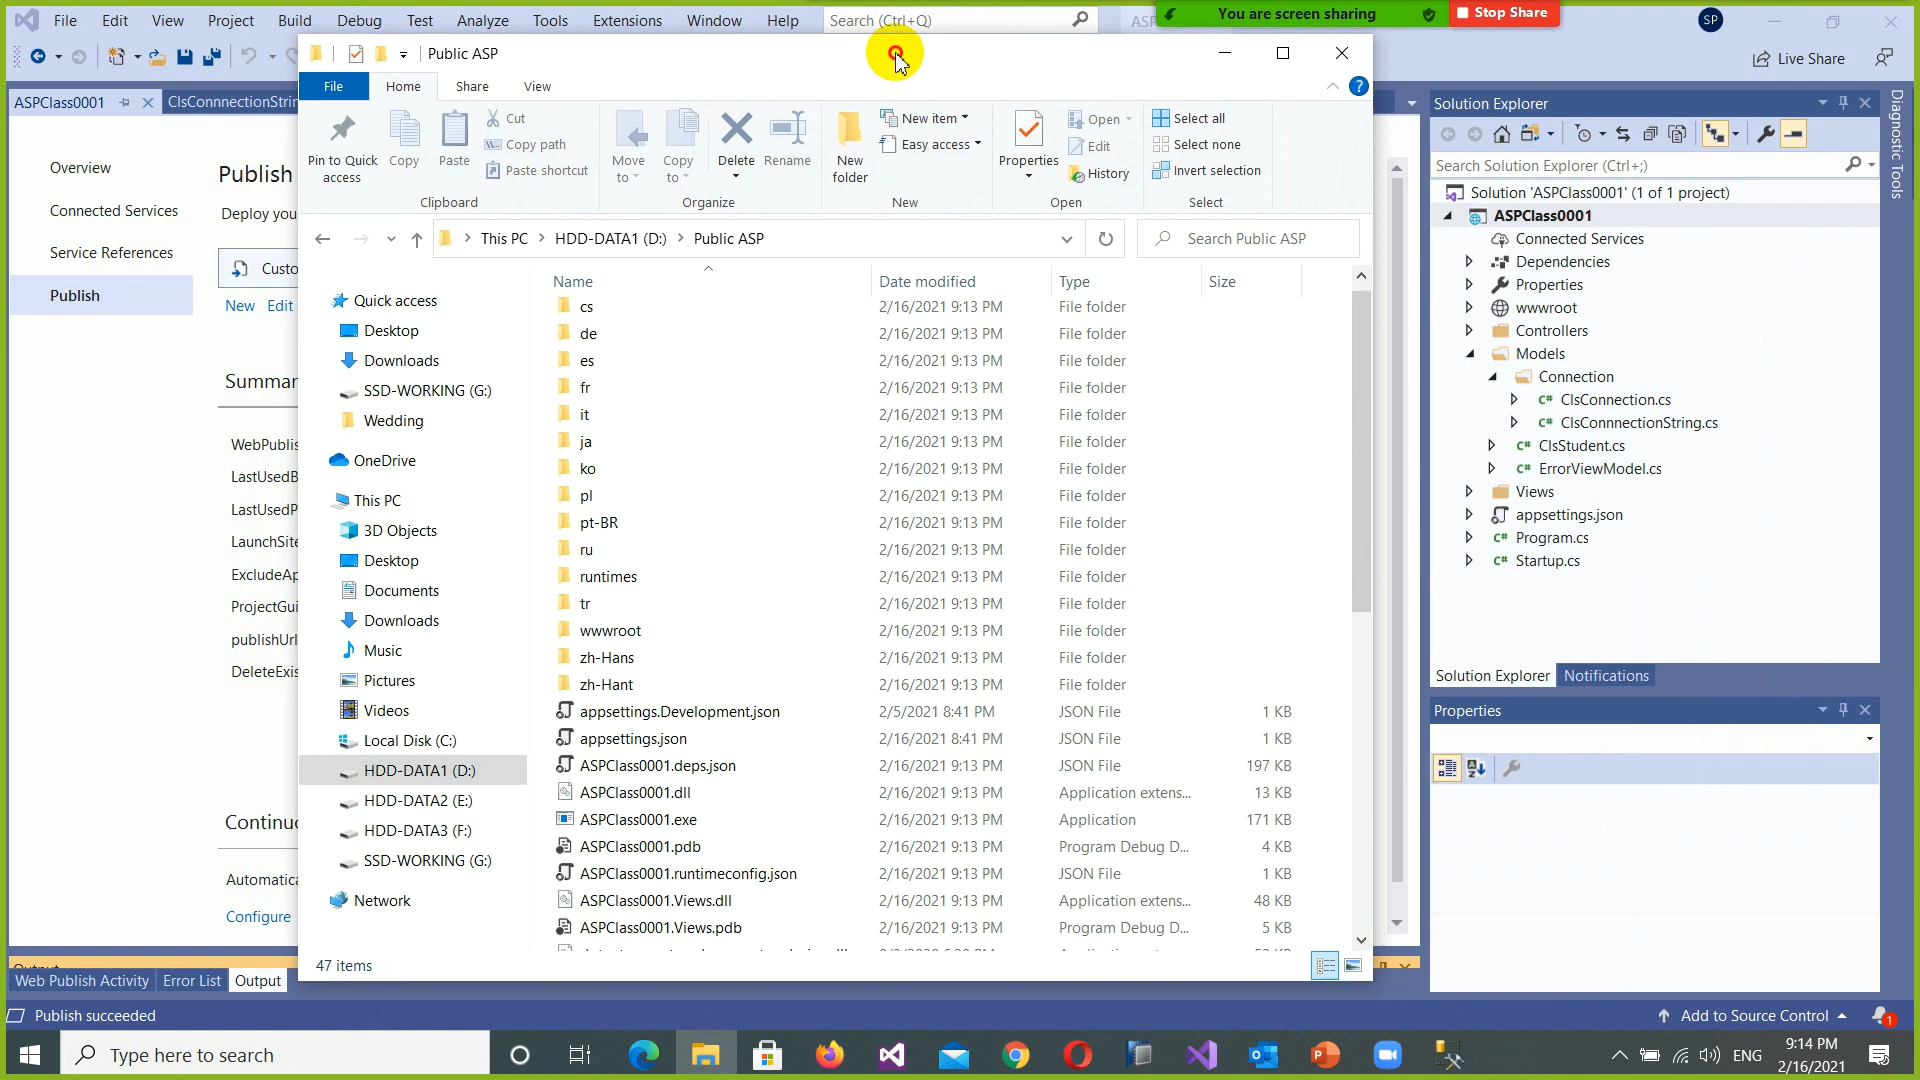 File Edit View Project Build Debug Test Analyze Tools Extensions Window Help Search (Ctrl+Q)
You are screen sharing Stop Share
SP
Live Share
Public ASP
File Home Share View
ASPClass0001
Pin to Quick access
Copy
Paste
Cut
Copy path
Paste shortcut
Clipboard
Move to
Copy to
Delete
Rename
Organize
New folder
New item
Easy access
New
Properties
Open
Edit
History
Open
Select all
Select none
Invert selection
Select
This PC HDD-DATA1 (D:) Public ASP
Search Public ASP
Overview
Connected Services
Service References
Publish
Publish
New Edit
Configure
Quick access
Desktop
Downloads
SSD-WORKING (G:)
Wedding
OneDrive
This PC
3D Objects
Desktop
Documents
Downloads
Music
Pictures
Videos
Local Disk (C:)
HDD-DATA1 (D:)
HDD-DATA2 (E:)
HDD-DATA3 (F:)
SSD-WORKING (G:)
Network
Name Date modified Type Size
cs 2/16/2021 9:13 PM File folder
de 2/16/2021 9:13 PM File folder
es 2/16/2021 9:13 PM File folder
fr 2/16/2021 9:13 PM File folder
it 2/16/2021 9:13 PM File folder
ja 2/16/2021 9:13 PM File folder
ko 2/16/2021 9:13 PM File folder
pl 2/16/2021 9:13 PM File folder
pt-BR 2/16/2021 9:13 PM File folder
ru 2/16/2021 9:13 PM File folder
runtimes 2/16/2021 9:13 PM File folder
tr 2/16/2021 9:13 PM File folder
wwwroot 2/16/2021 9:13 PM File folder
zh-Hans 2/16/2021 9:13 PM File folder
zh-Hant 2/16/2021 9:13 PM File folder
appsettings.Development.json 2/5/2021 8:41 PM JSON File 1 KB
appsettings.json 2/16/2021 8:41 PM JSON File 1 KB
ASPClass0001.deps.json 2/16/2021 9:13 PM JSON File 197 KB
ASPClass0001.dll 2/16/2021 9:13 PM Application extens... 13 KB
ASPClass0001.exe 2/16/2021 9:13 PM Application 171 KB
ASPClass0001.pdb 2/16/2021 9:13 PM Program Debug D... 4 KB
ASPClass0001.runtimeconfig.json 2/16/2021 9:13 PM JSON File 1 KB
ASPClass0001.Views.dll 2/16/2021 9:13 PM Application extens... 48 KB
ASPClass0001.Views.pdb 2/16/2021 9:13 PM Program Debug D... 5 KB
47 items
Solution Explorer
Search Solution Explorer (Ctrl+;)
Solution 'ASPClass0001' (1 of 1 project)
ASPClass0001
Connected Services
Dependencies
Properties
wwwroot
Controllers
Models
Connection
ClsConnection.cs
ClsConnnectionString.cs
ClsStudent.cs
ErrorViewModel.cs
Views
appsettings.json
Program.cs
Startup.cs
Solution Explorer Notifications
Properties
Diagnostic Tools
Web Publish Activity Error List Output
Publish succeeded
Add to Source Control
1
Type here to search
ENG
9:14 PM
2/16/2021